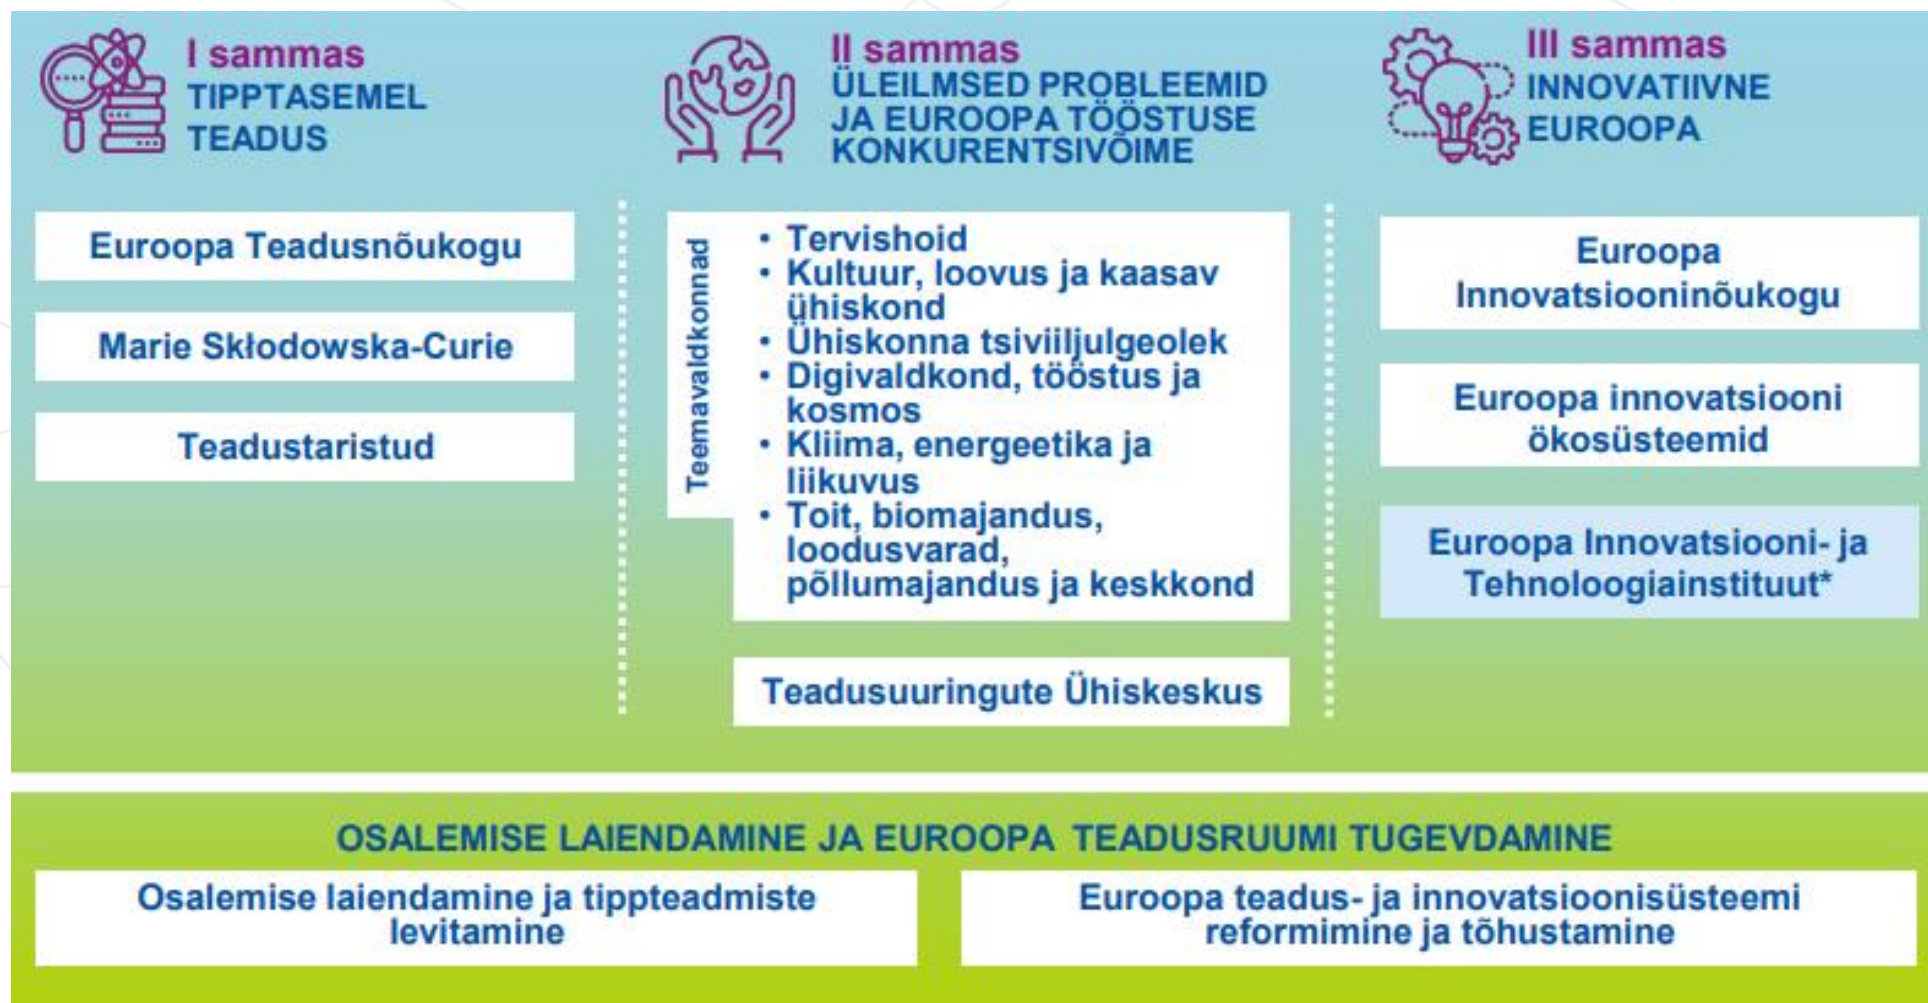 I sammas
TIPPTASEMEL
TEADUS
Euroopa Teadusnõukogu
Marie Skłodowska-Curie
Teadustaristud
II sammas
ÜLEILMSED PROBLEEMID
JA EUROOPA TÖÖSTUSE
KONKURENTSIVÕIME
Teemavaldkonnad
• Tervishoid
• Kultuur, loovus ja kaasav
ühiskond
• Ühiskonna tsiviiljulgeolek
• Digivaldkond, tööstus ja
kosmos
• Kliima, energeetika ja
liikuvus
• Toit, biomajandus,
loodusvarad,
põllumajandus ja keskkond
Teadusuuringute Ühiskeskus
III sammas
INNOVATIIVNE
EUROOPA
Euroopa
Innovatsiooninõukogu
Euroopa innovatsiooni
ökosüsteemid
Euroopa Innovatsiooni- ja
Tehnoloogiainstituut*
OSALEMISE LAIENDAMINE JA EUROOPA TEADUSRUUMI TUGEVDAMINE
Osalemise laiendamine ja tippteadmiste
levitamine
Euroopa teadus- ja innovatsioonisüsteemi
reformimine ja tõhustamine